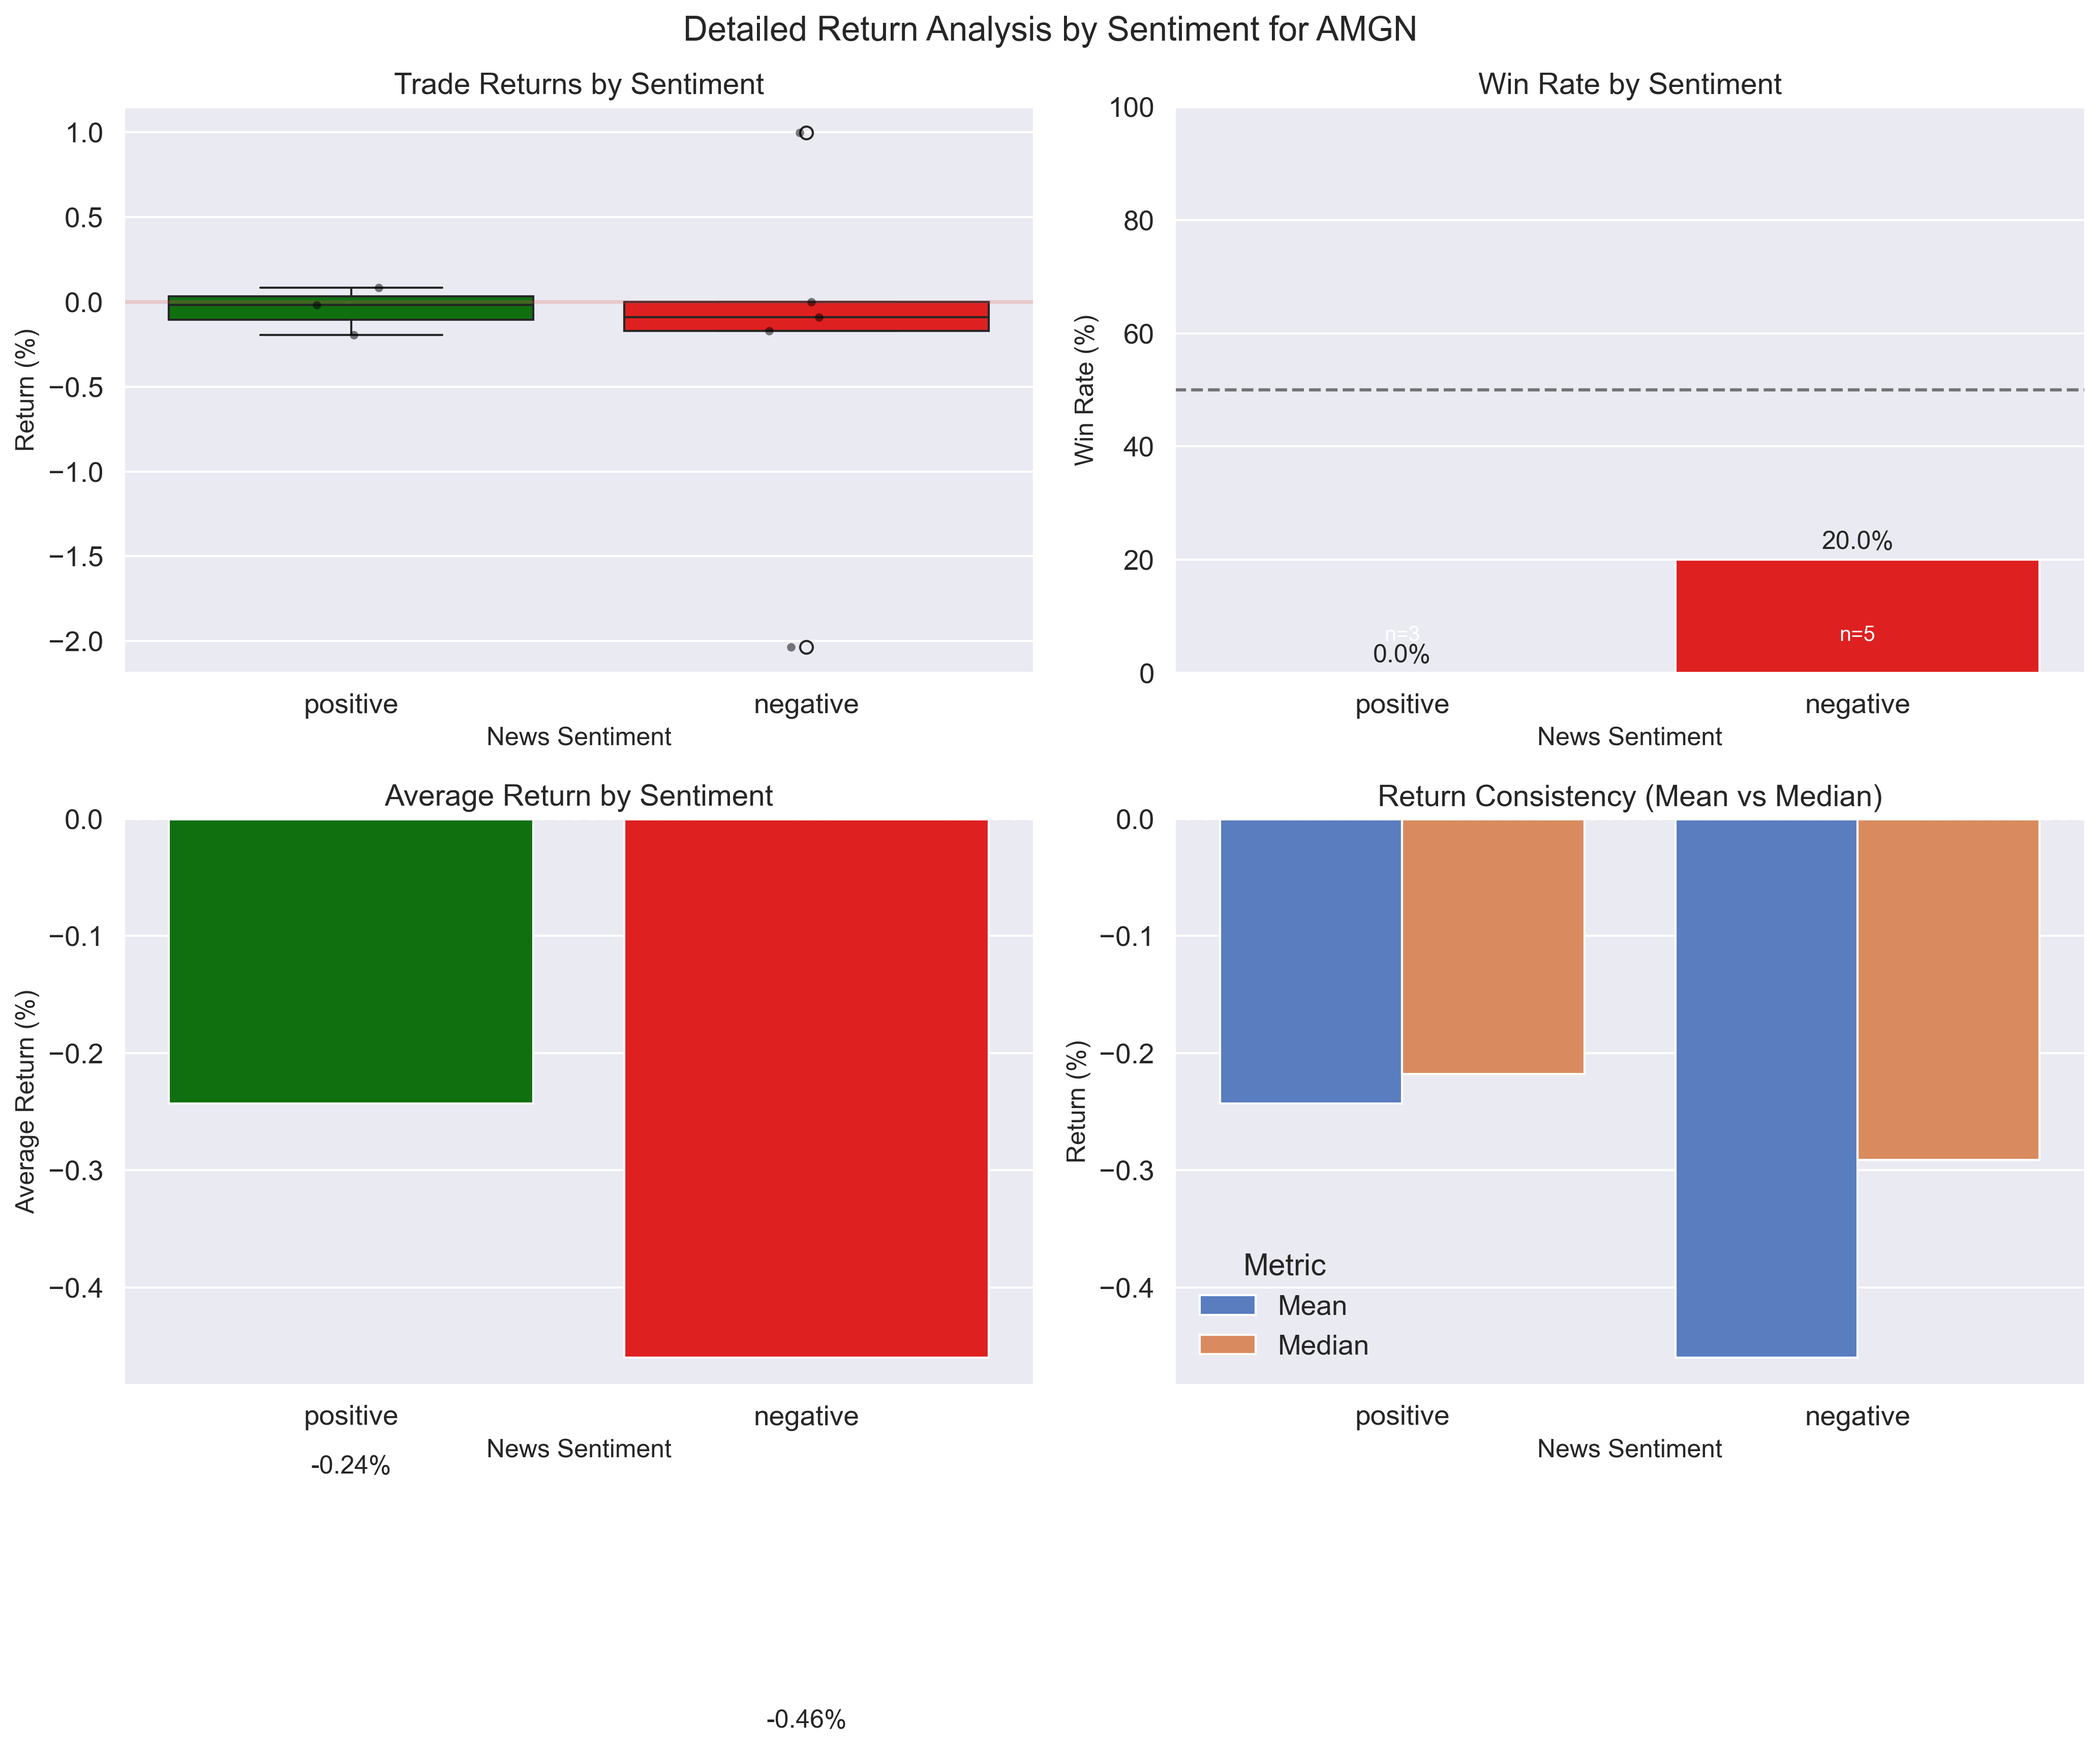 Detailed Return Analysis by Sentiment for AMGN
Trade Returns by Sentiment
1.0
0.5
0.0
−0.5
−1.0
−1.5
−2.0
Return (%)
positive
negative
News Sentiment
Win Rate by Sentiment
100
80
60
40
20
0
Win Rate (%)
20.0%
n=3
n=5
0.0%
positive
negative
News Sentiment
Average Return by Sentiment
0.0
−0.1
−0.2
−0.3
−0.4
Average Return (%)
positive
negative
News Sentiment
-0.24%
-0.46%
Return Consistency (Mean vs Median)
0.0
−0.1
−0.2
−0.3
−0.4
Return (%)
Metric
Mean
Median
positive
negative
News Sentiment